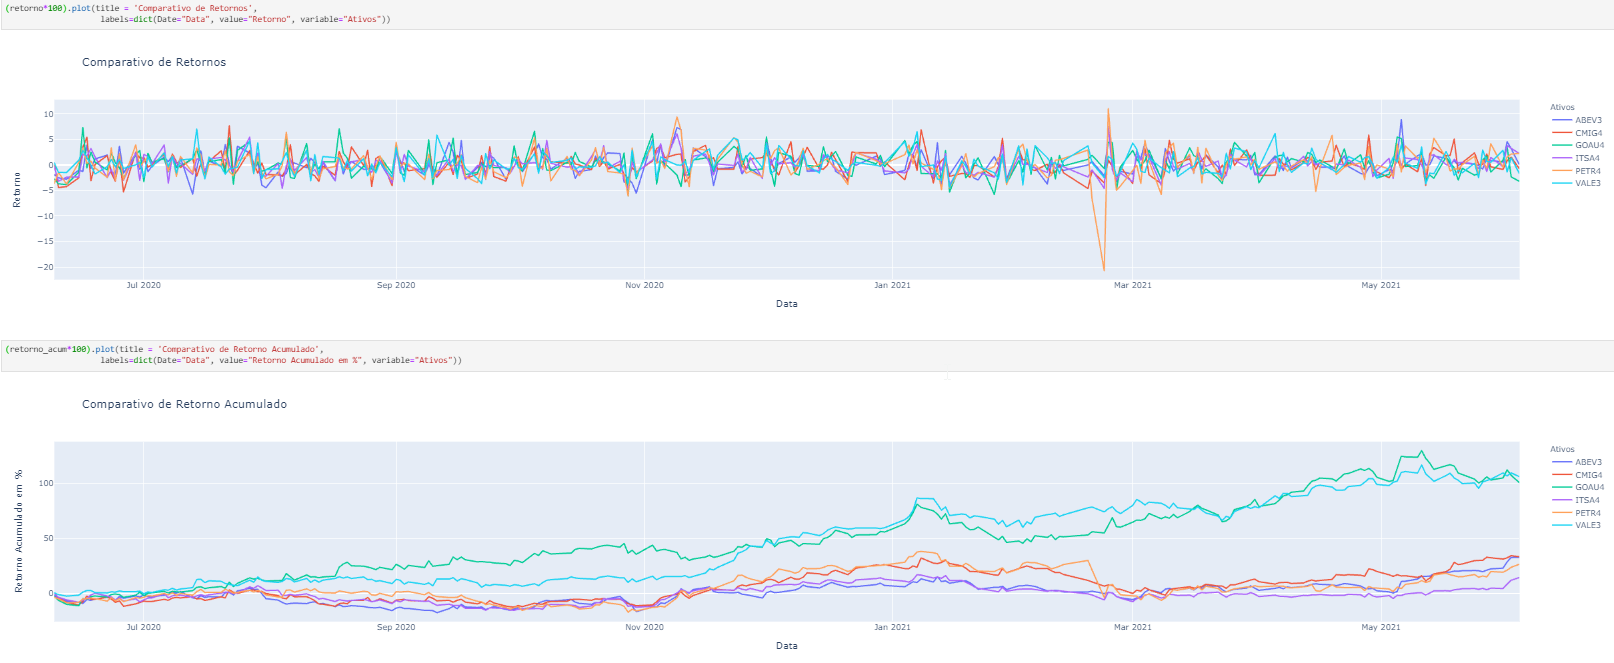 (retorno*100).plot(title = 'Comparativo de Retornos',
labels=dict(Date="Data", value="Retorno", variable="Ativos"))
Comparativo de Retornos
Retorno
10
5
0
−5
−10
−15
−20
Jul 2020
Sep 2020
Nov 2020
Jan 2021
Mar 2021
May 2021
Data
Ativos
ABEV3
CMIG4
GOAU4
ITSA4
PETR4
VALE3
(retorno_acum*100).plot(title = 'Comparativo de Retorno Acumulado',
labels=dict(Date="Data", value="Retorno Acumulado em %", variable="Ativos"))
Comparativo de Retorno Acumulado
Retorno Acumulado em %
100
50
0
Jul 2020
Sep 2020
Nov 2020
Jan 2021
Mar 2021
May 2021
Data
Ativos
ABEV3
CMIG4
GOAU4
ITSA4
PETR4
VALE3